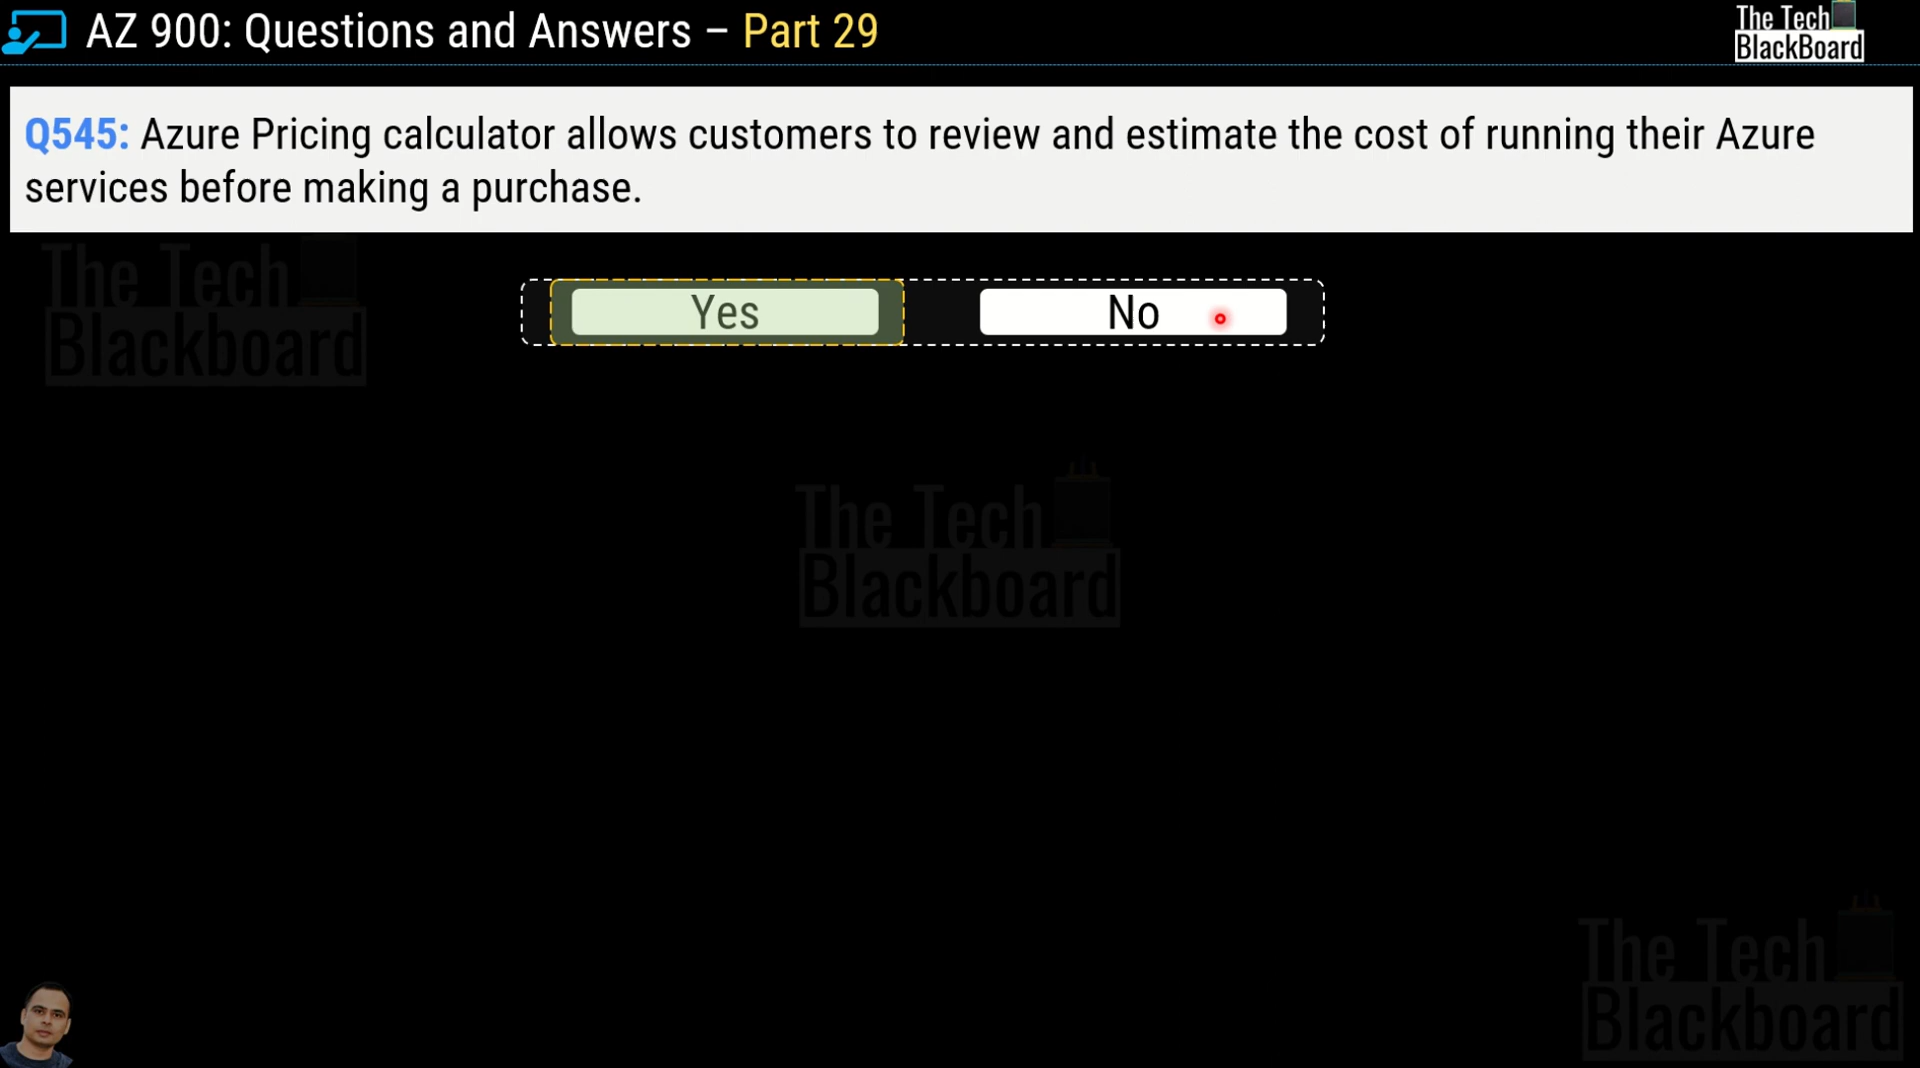 AZ 900: Questions and Answers – Part 29
The Tech
BlackBoard
Q545: Azure Pricing calculator allows customers to review and estimate the cost of running their Azure
services before making a purchase.
The Tech
Blackboard
Yes
No
The Tech
Blackboard
The Tech
Blackboard